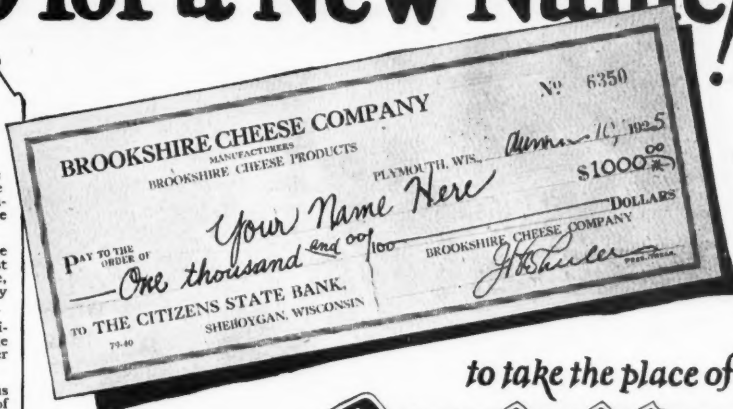 for a New Name!
BROOKSHIRE CHEESE COMPANY
MANUFACTURERS
BROOKSHIRE CHEESE PRODUCTS
Nº 6350
PLYMOUTH, WIS., 10, 1925
$1000 00
PAY TO THE ORDER OF Your Name Here
One thousand and 00/100 DOLLARS
TO THE CITIZENS STATE BANK,
SHEBOYGAN, WISCONSIN
79-40
BROOKSHIRE CHEESE COMPANY
to take the place of